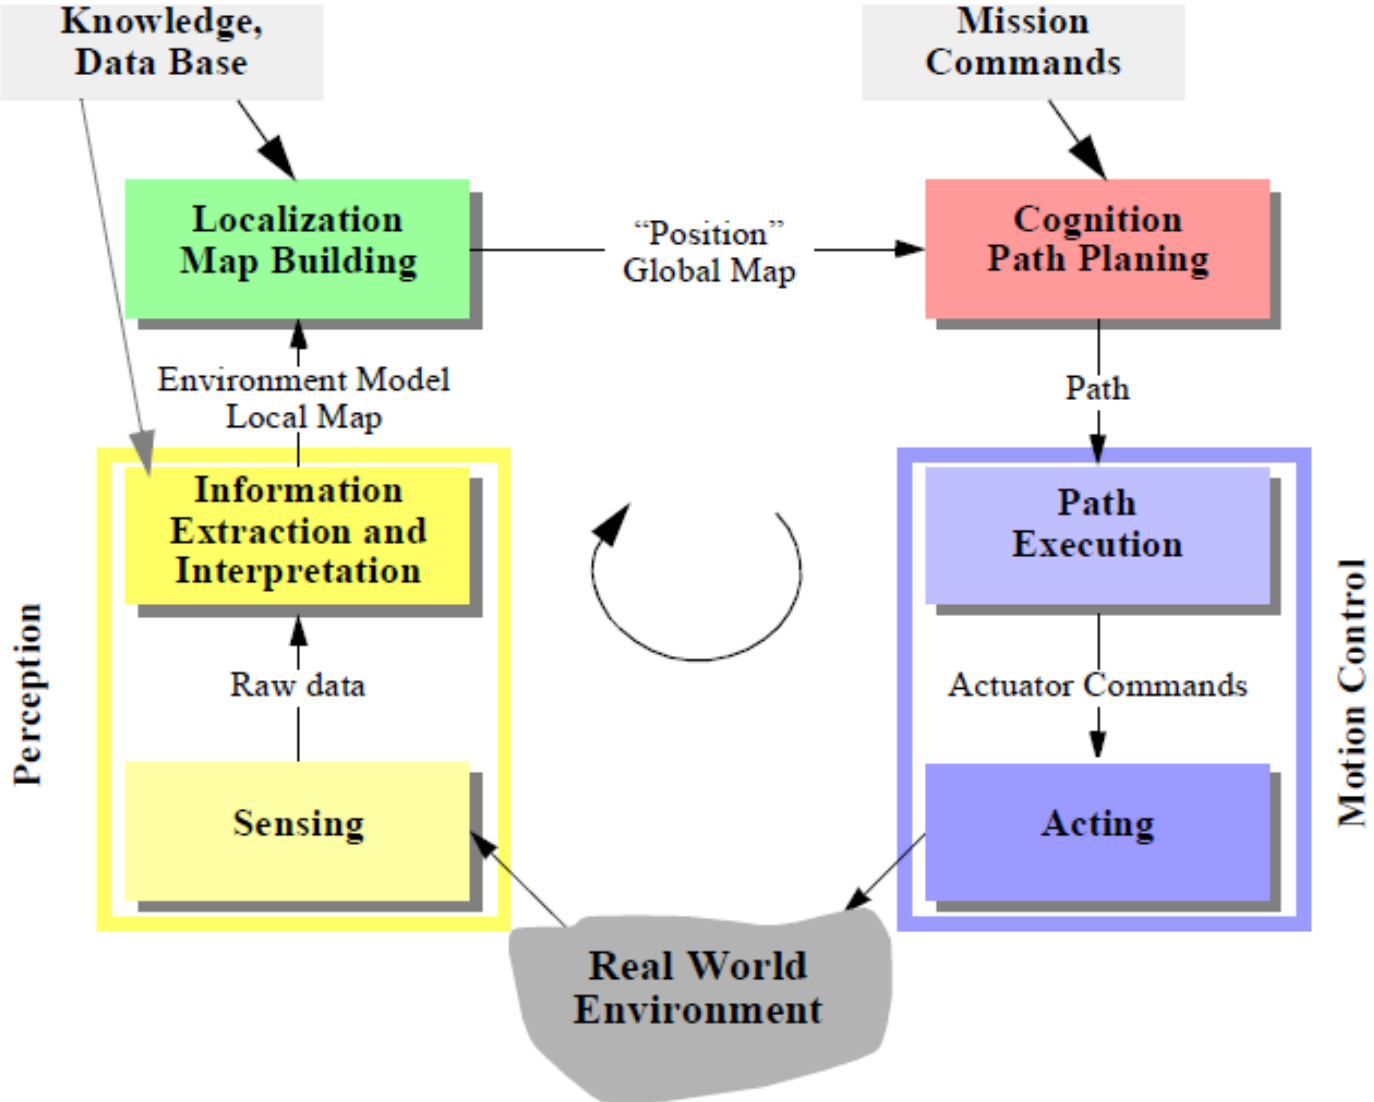 Knowledge,
Data Base
Mission
Commands
Localization
Map Building
“Position”
Global Map
Cognition
Path Planing
Environment Model
Local Map
Path
Information
Extraction and
Interpretation
Path
Execution
Perception
Raw data
Actuator Commands
Motion Control
Sensing
Acting
Real World
Environment